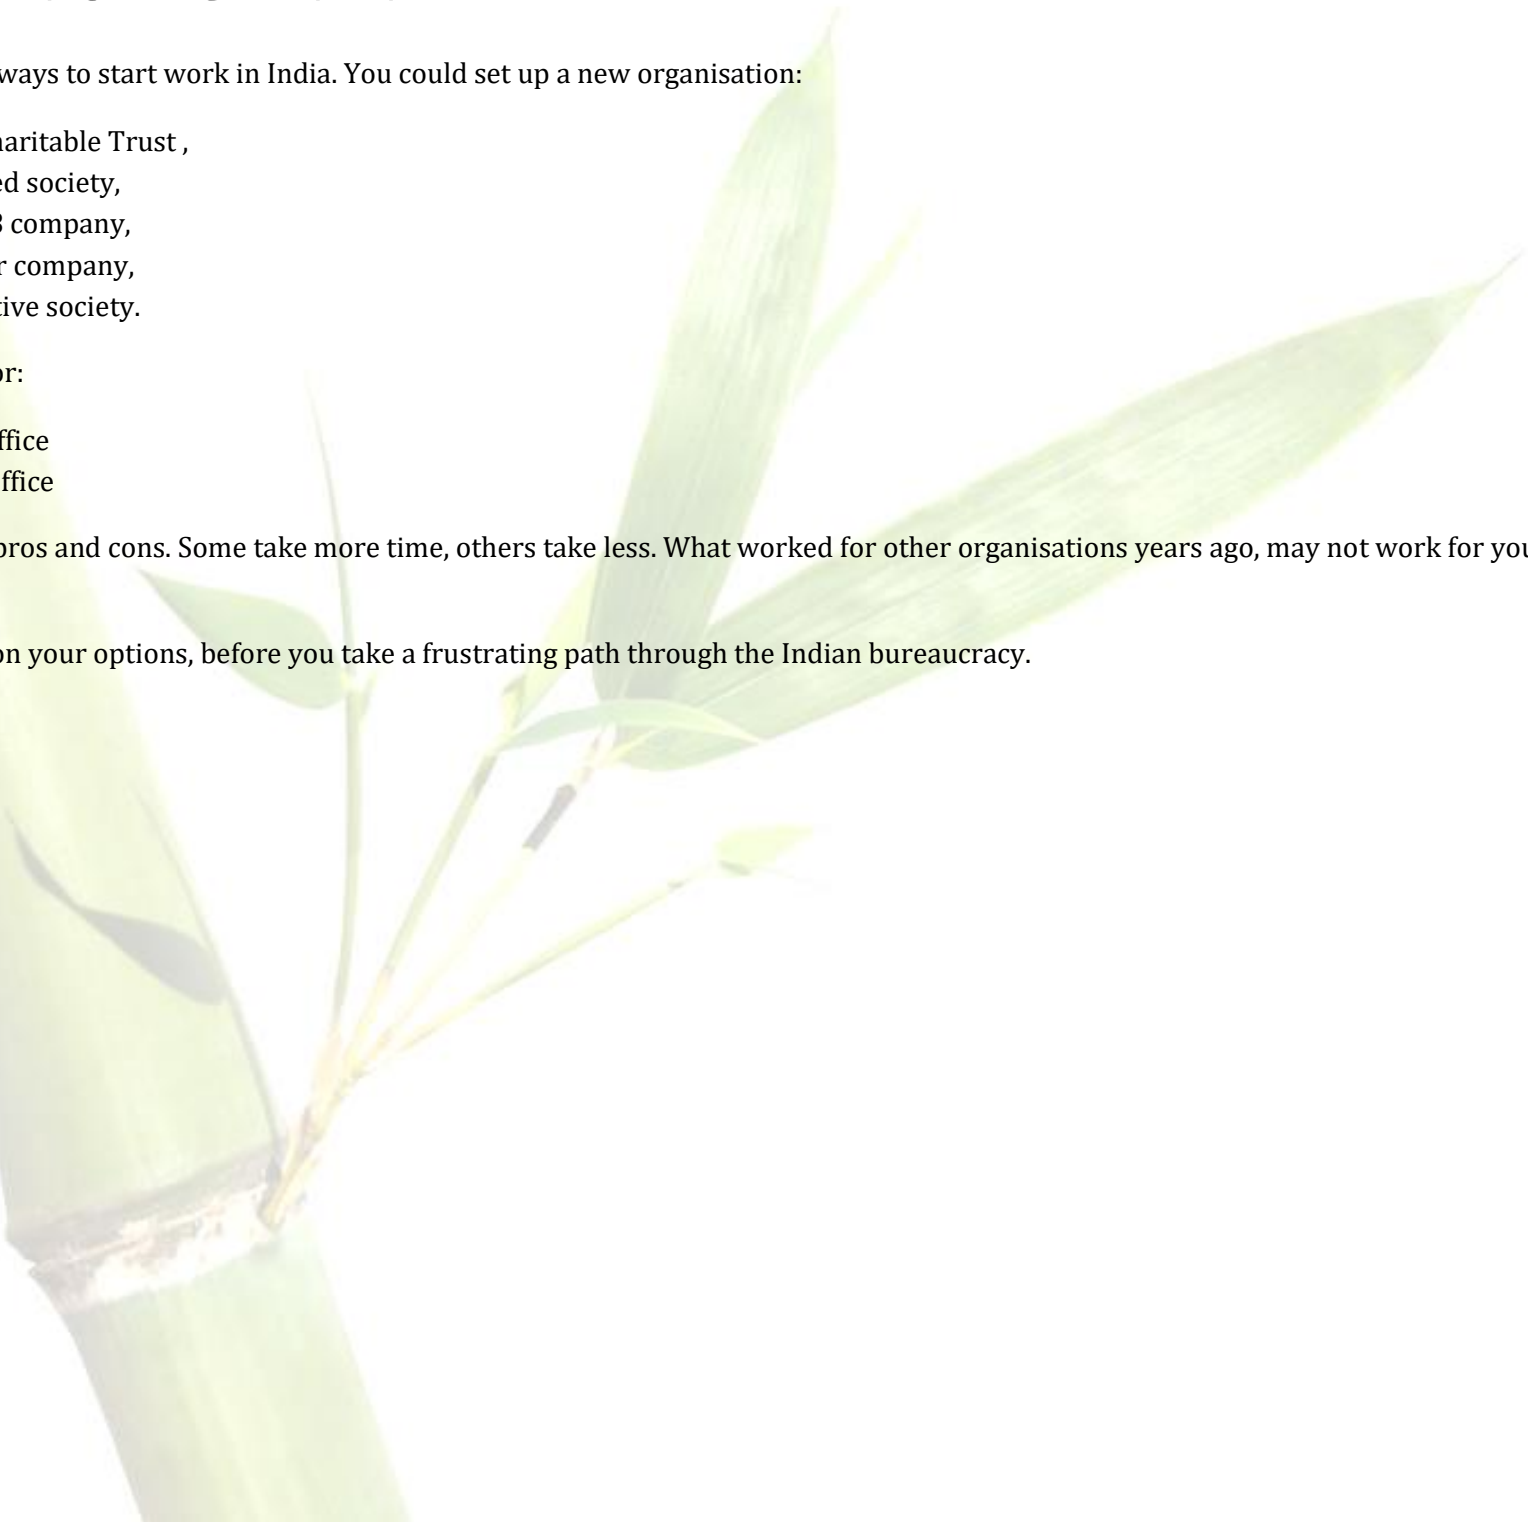 ways to start work in India. You could set up a new organisation:
haritable Trust ,
ed society,
company,
r company,
tive society.
or:
ffice
ffice
pros and cons. Some take more time, others take less. What worked for other organisations years ago, may not work for you
on your options, before you take a frustrating path through the Indian bureaucracy.